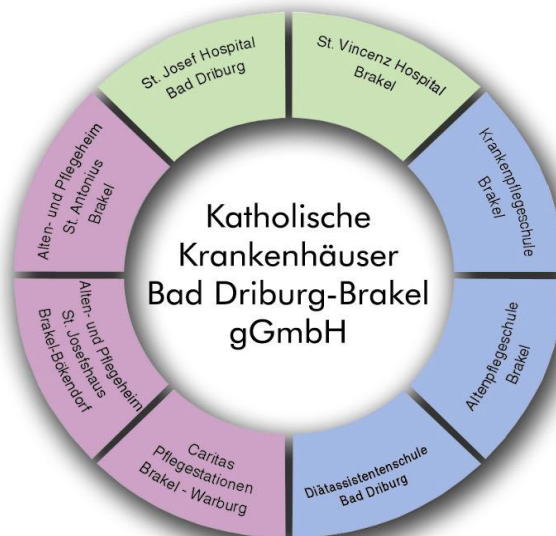 St. Josef Hospital
Bad Driburg
St. Vincenz Hospital
Brakel
Krankenpflegeschule
Brakel
Altenpflegeschule
Brakel
Diätassistentenschule
Bad Driburg
Caritas
Pflegestationen
Brakel - Warburg
Alten- und Pflegeheim
St. Josefshaus
Brakel-Bökendorf
Alten- und Pflegeheim
St. Antonius
Brakel
Katholische
Krankenhäuser
Bad Driburg-Brakel
gGmbH